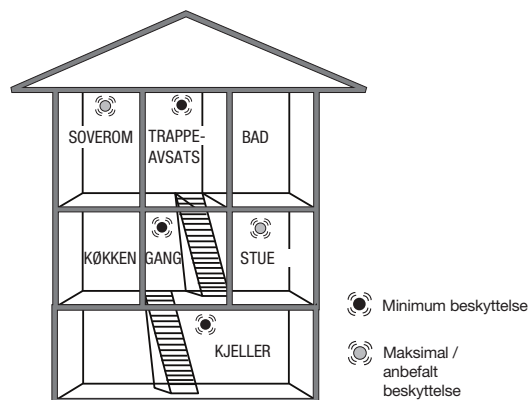 SOVEROM
TRAPPE-
AVSATS
BAD
KØKKEN
GANG
STUE
KJELLER
Minimum beskyttelse
Maksimal /
anbefalt
beskyttelse